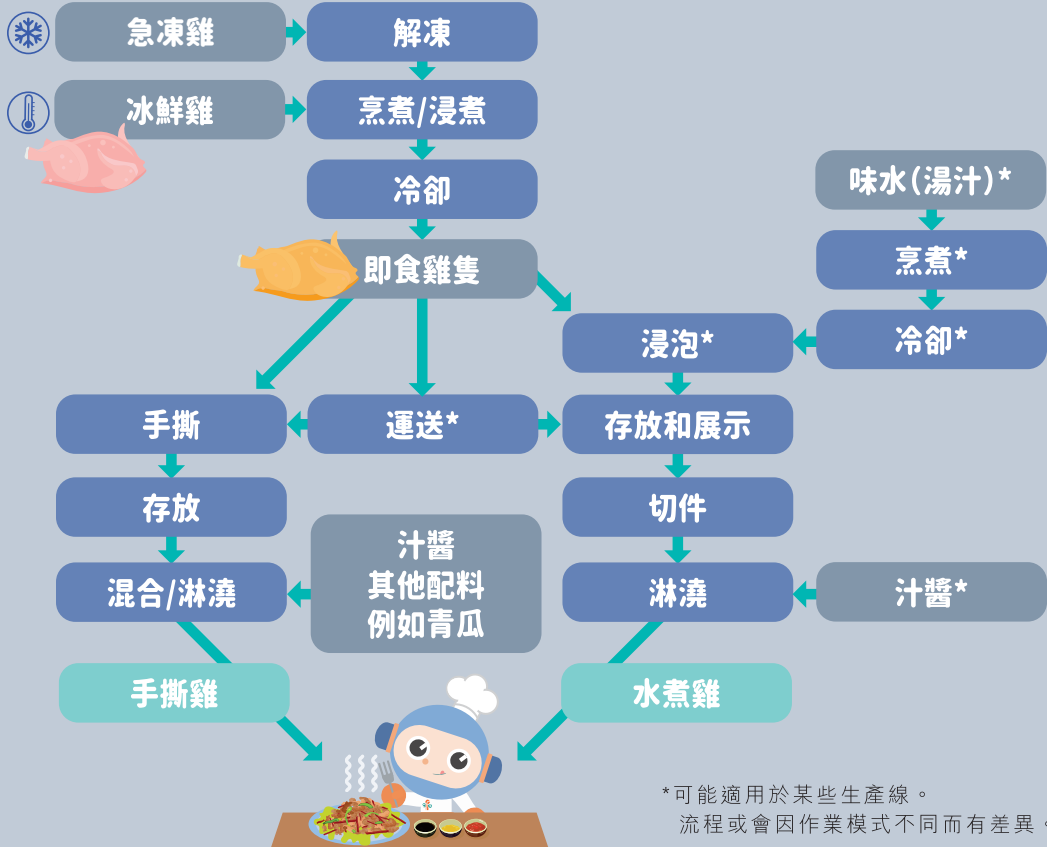 急凍雞
解凍
冰鮮雞
烹煮/浸煮
冷卻
味水(湯汁)*
烹煮*
即食雞隻
浸泡*
冷卻*
手撕
運送*
存放和展示
存放
切件
汁醬
其他配料
例如青瓜
混合/淋澆
淋澆
汁醬*
手撕雞
水煮雞
*可能適用於某些生產線。
流程或會因作業模式不同而有差異。